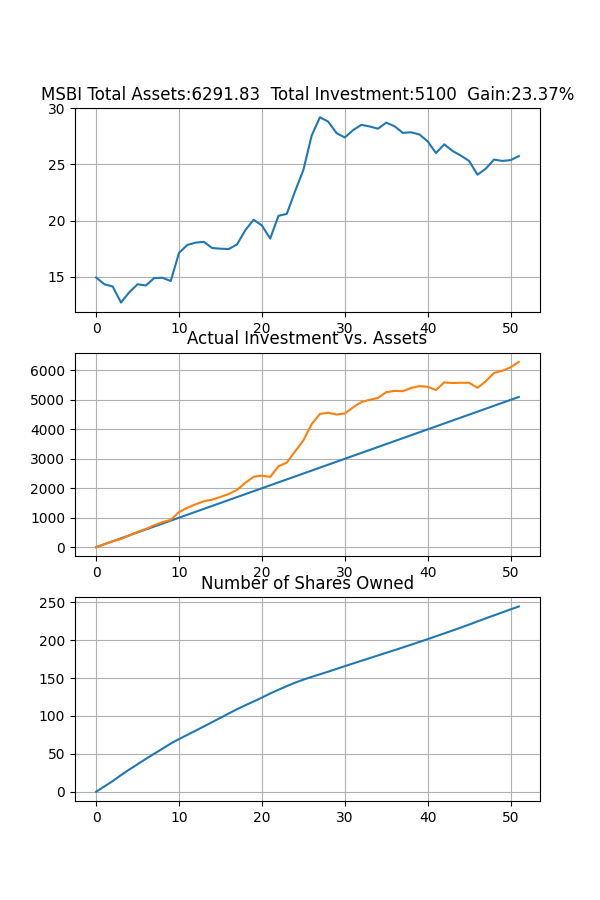 MSBI Total Assets:6291.83  Total Investment:5100  Gain:23.37%
30
25
20
15
0 10 20 30 40 50
Actual Investment vs. Assets
6000
5000
4000
3000
2000
1000
0
0 10 20 30 40 50
Number of Shares Owned
250
200
150
100
50
0
0 10 20 30 40 50